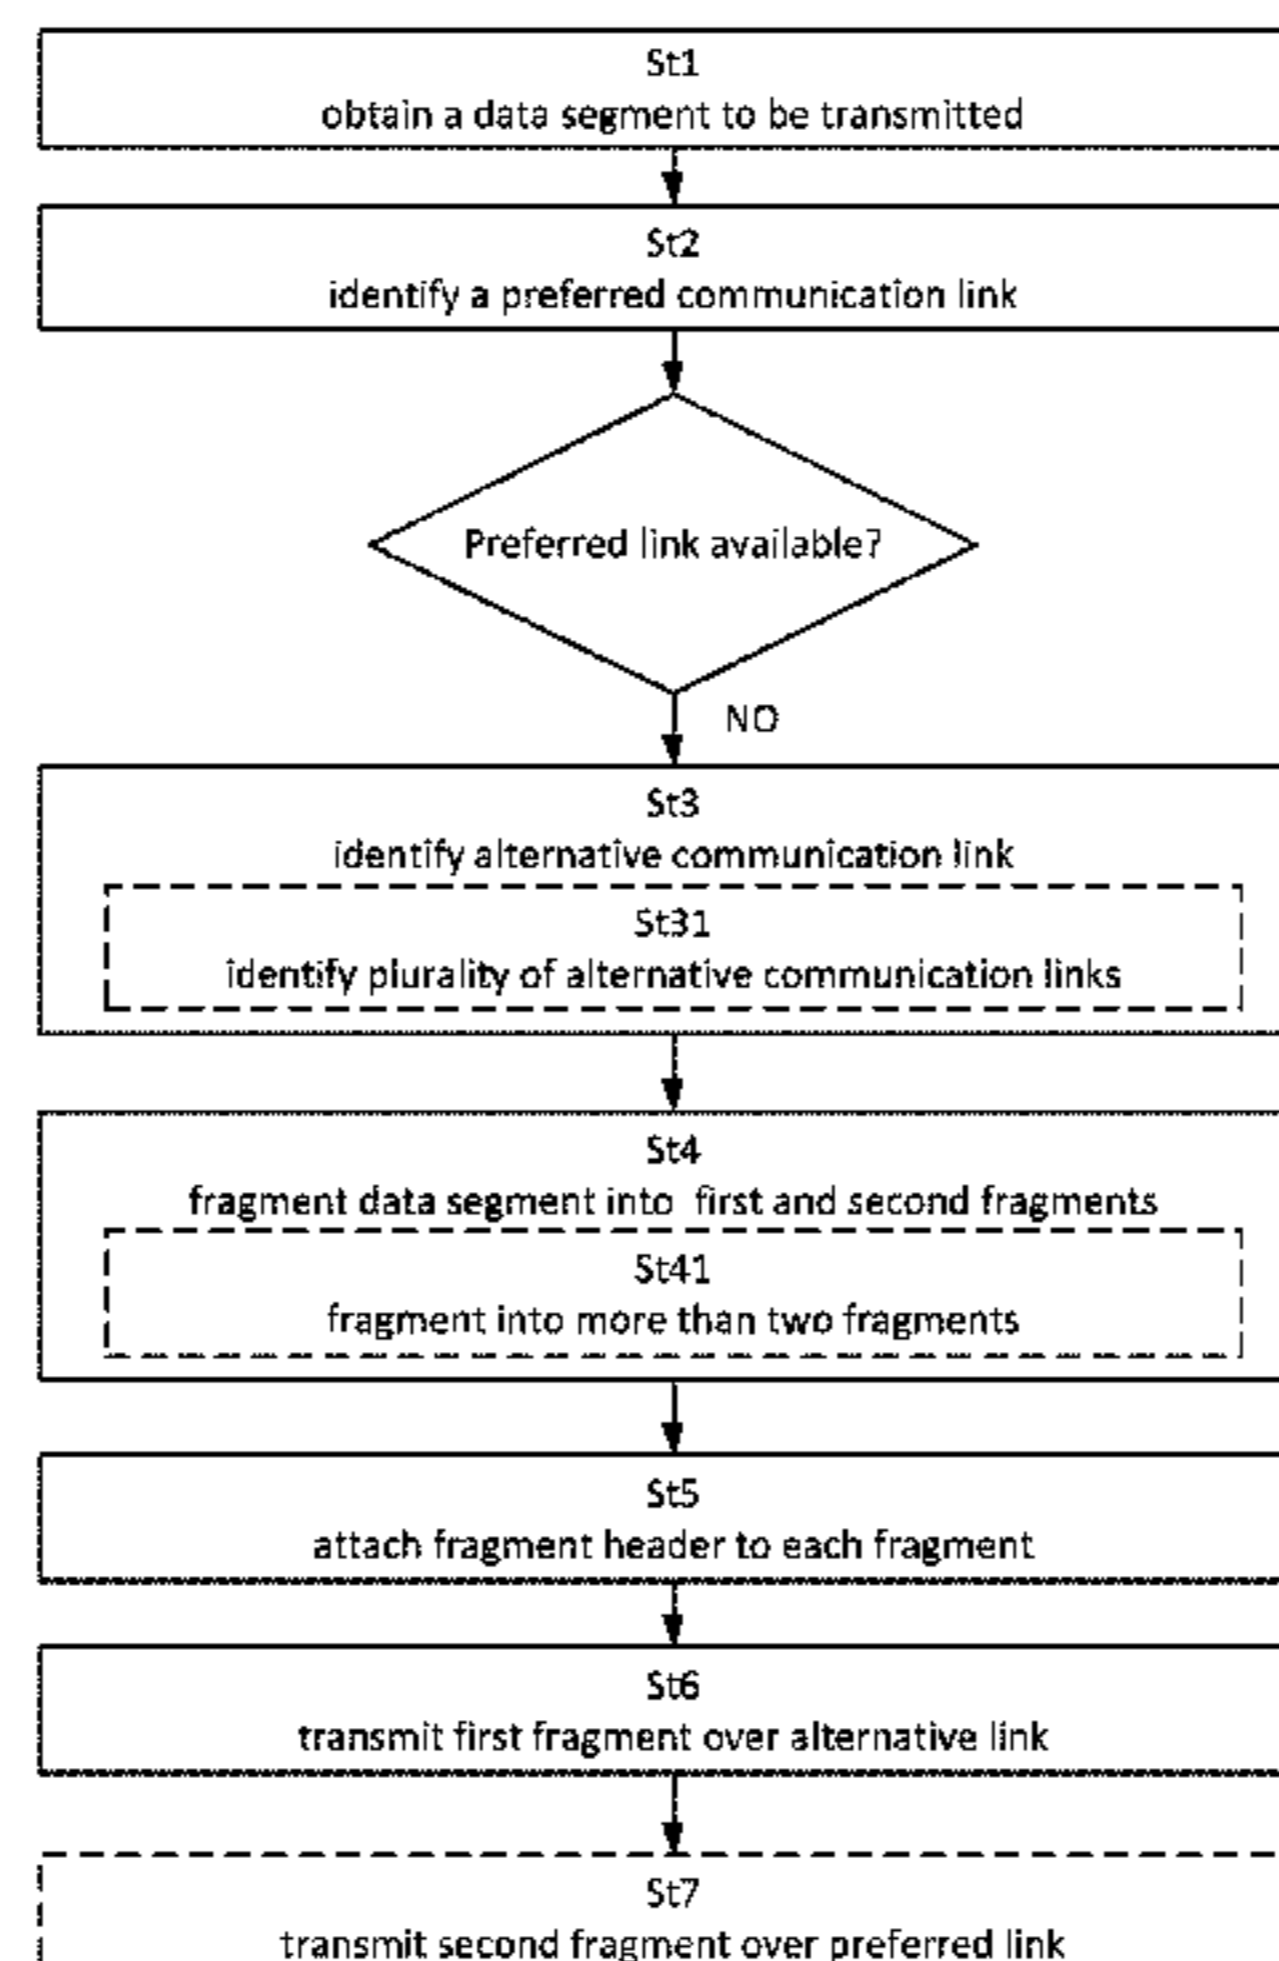 St1
obtain a data segment to be transmitted
St2
identify a preferred communication link
Preferred link available?
NO
St3
identify alternative communication link
St31
identify plurality of alternative communication links
St4
fragment data segment into first and second fragments
St41
fragment into more than two fragments
St5
attach fragment header to each fragment
St6
transmit first fragment over alternative link
St7
transmit second fragment over preferred link